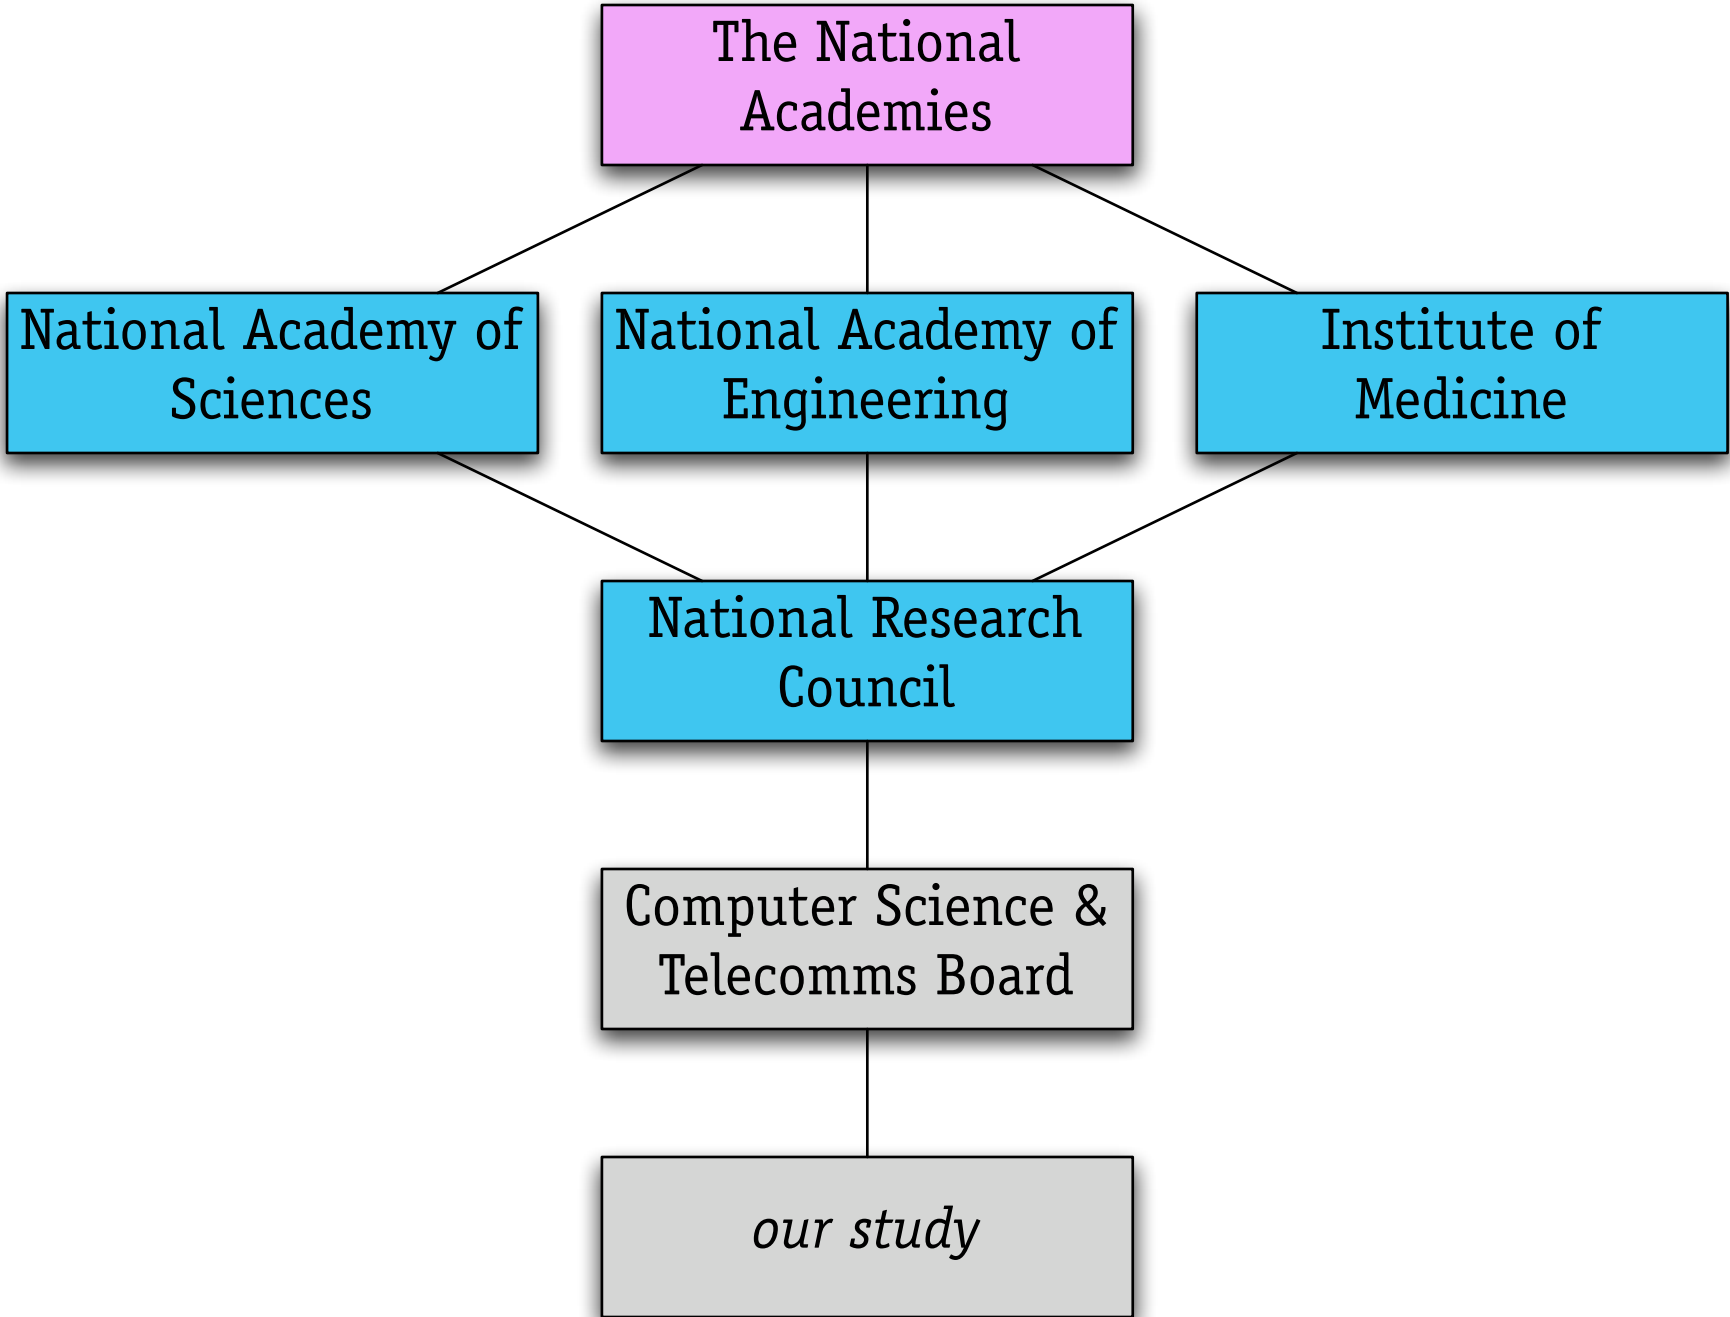 The National
Academies
National Academy of
Sciences
National Academy of
Engineering
Institute of
Medicine
National Research
Council
Computer Science &
Telecomms Board
our study